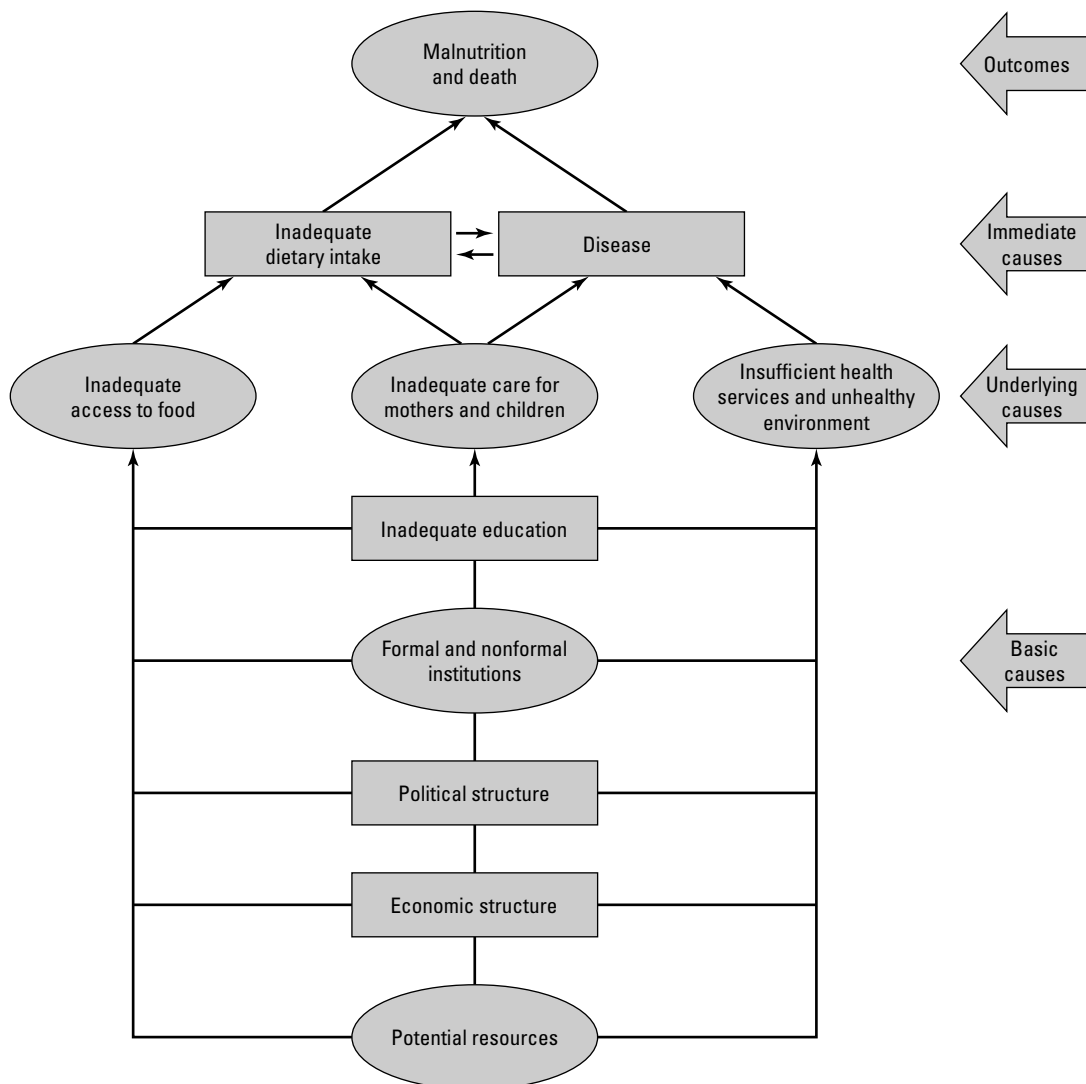 Malnutrition
and death
Outcomes
Inadequate
dietary intake
Disease
Immediate
causes
Inadequate
access to food
Inadequate care for
mothers and children
Insufficient health
services and unhealthy
environment
Underlying
causes
Inadequate education
Formal and nonformal
institutions
Basic
causes
Political structure
Economic structure
Potential resources